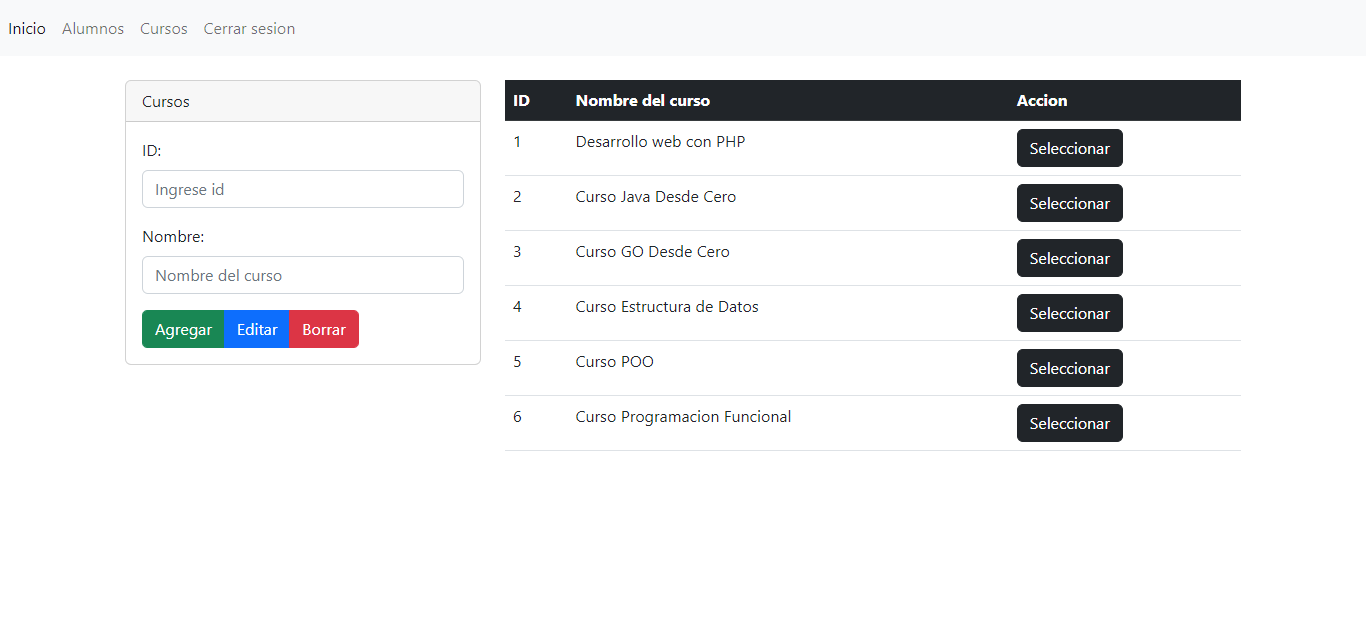 Inicio Alumnos Cursos Cerrar sesion
Cursos
ID:
Ingrese id
Nombre:
Nombre del curso
Agregar Editar Borrar
ID Nombre del curso Accion
1 Desarrollo web con PHP Seleccionar
2 Curso Java Desde Cero Seleccionar
3 Curso GO Desde Cero Seleccionar
4 Curso Estructura de Datos Seleccionar
5 Curso POO Seleccionar
6 Curso Programacion Funcional Seleccionar